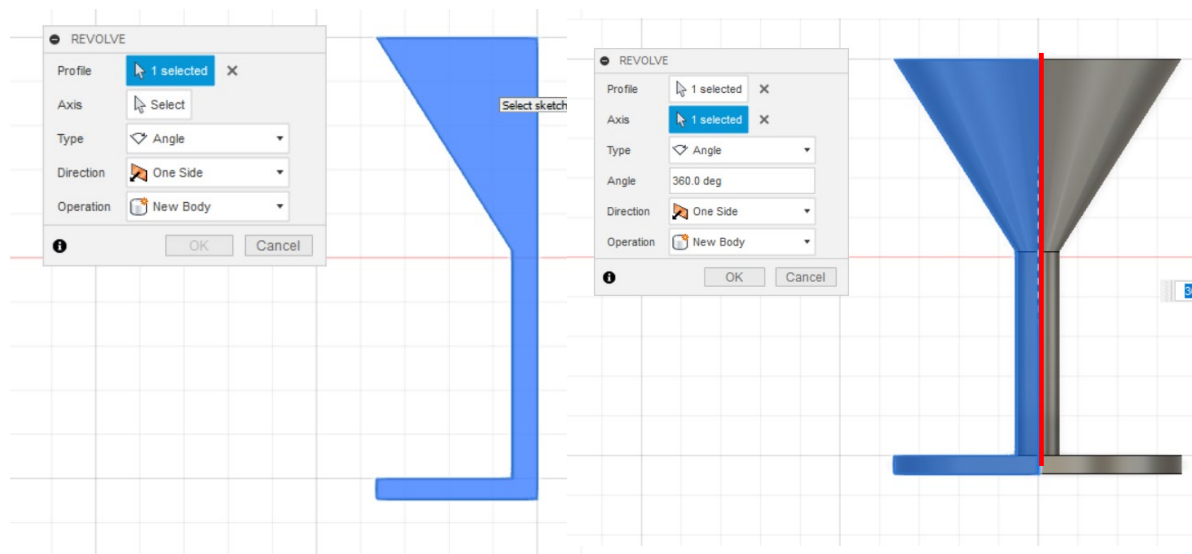 REVOLVE
Profile 1 selected
Axis Select
Type Angle
Direction One Side
Operation New Body
OK Cancel
Select sketch
REVOLVE
Profile 1 selected
Axis 1 selected
Type Angle
Angle 360.0 deg
Direction One Side
Operation New Body
OK Cancel